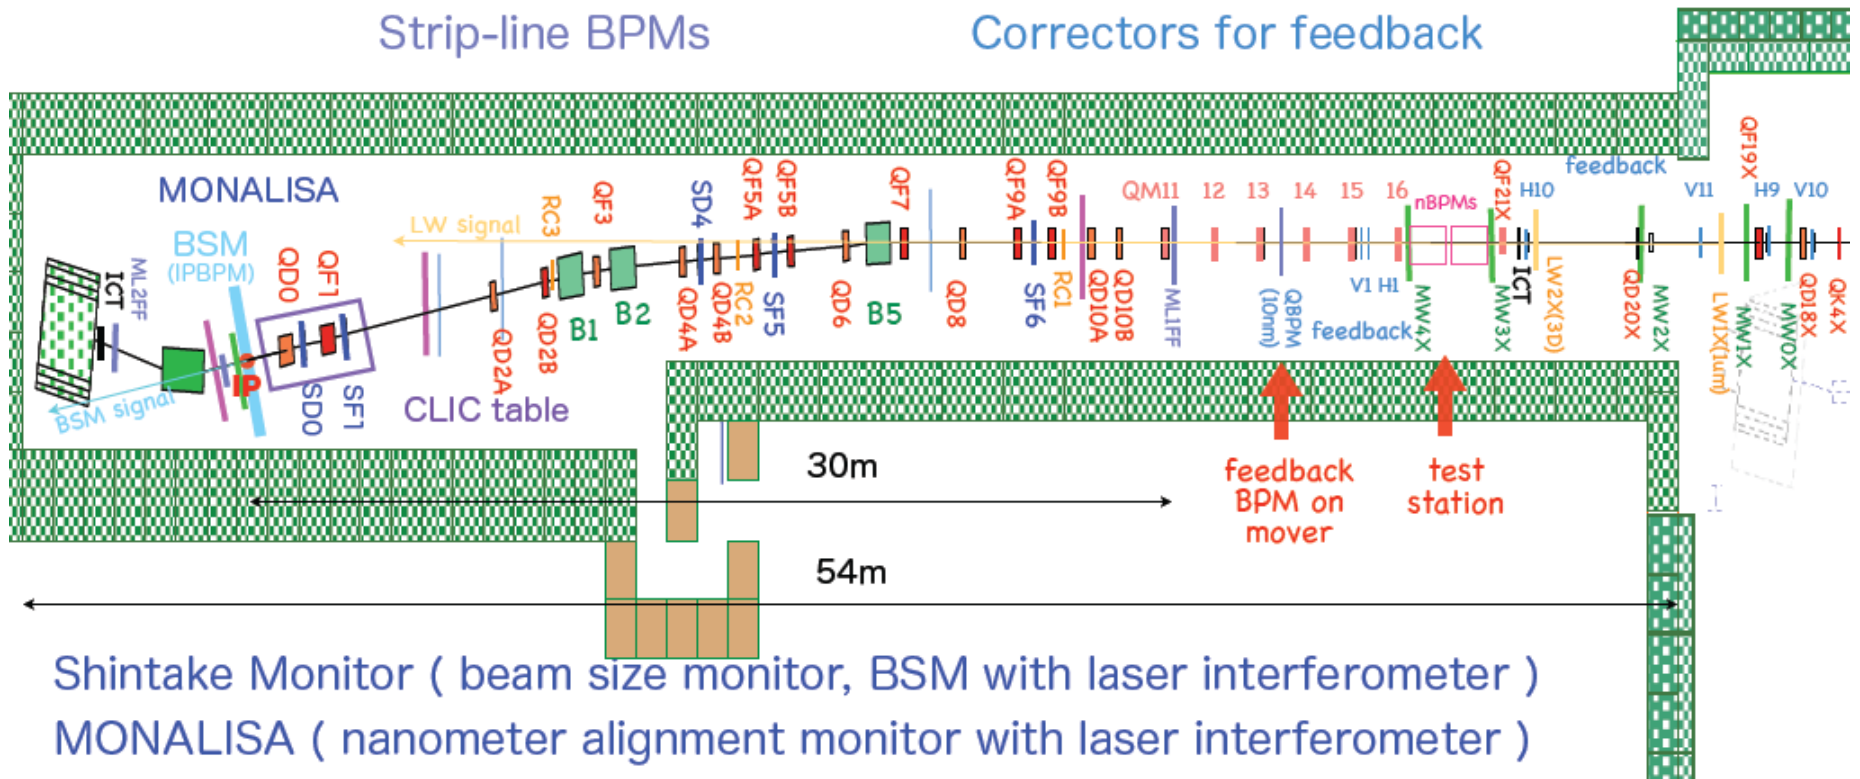 Strip-line BPMs
Correctors for feedback
MONALISA
BSM
(IPBPM)
ICT
ML2FF
QD0
QF1
IP
BSM signal
SD0
SF1
CLIC table
LW signal
RC3
QF3
QD2A
QD2B
B1
B2
SD4
QF5A
QF5B
QD4A
QD4B
RC2
SF5
QD6
B5
QF7
QD8
QF9A
QF9B
SF6
RC1
QD10A
QD10B
QM11
12
13
14
15
16
ML1FF
QBPM
(10nm)
V1 H1
feedback
nBPMs
MW4X
MW3X
QF21X
ICT
H10
LW2X(3D)
feedback
QD20X
MW2X
V11
LW1X(1um)
QF19X
H9
V10
MW1X
MW0X
QD18X
QK4X
feedback
BPM on
mover
test
station
30m
54m
Shintake Monitor ( beam size monitor, BSM with laser interferometer )
MONALISA ( nanometer alignment monitor with laser interferometer )